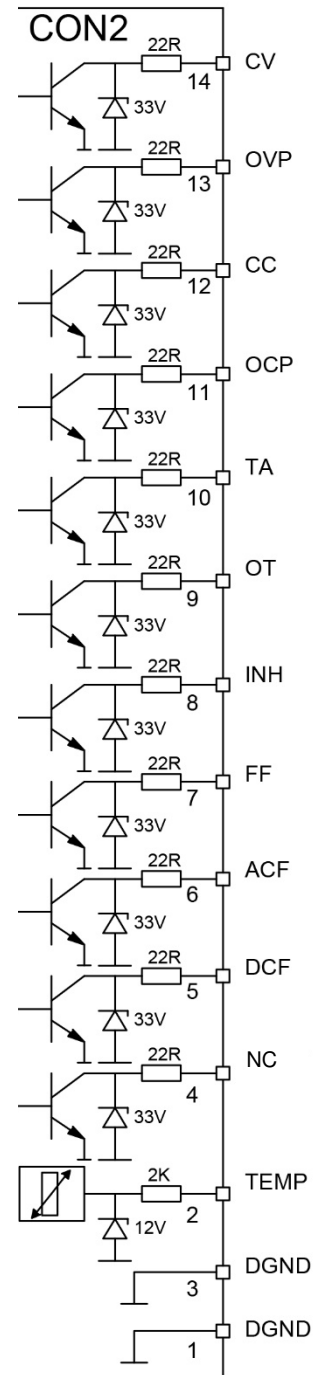 CON2
22R
14
CV
33V
22R
13
OVP
33V
22R
12
CC
33V
22R
11
OCP
33V
22R
10
TA
33V
22R
9
OT
33V
22R
8
INH
33V
22R
7
FF
33V
22R
6
ACF
33V
22R
5
DCF
33V
22R
4
NC
33V
2K
2
TEMP
12V
3
DGND
1
DGND